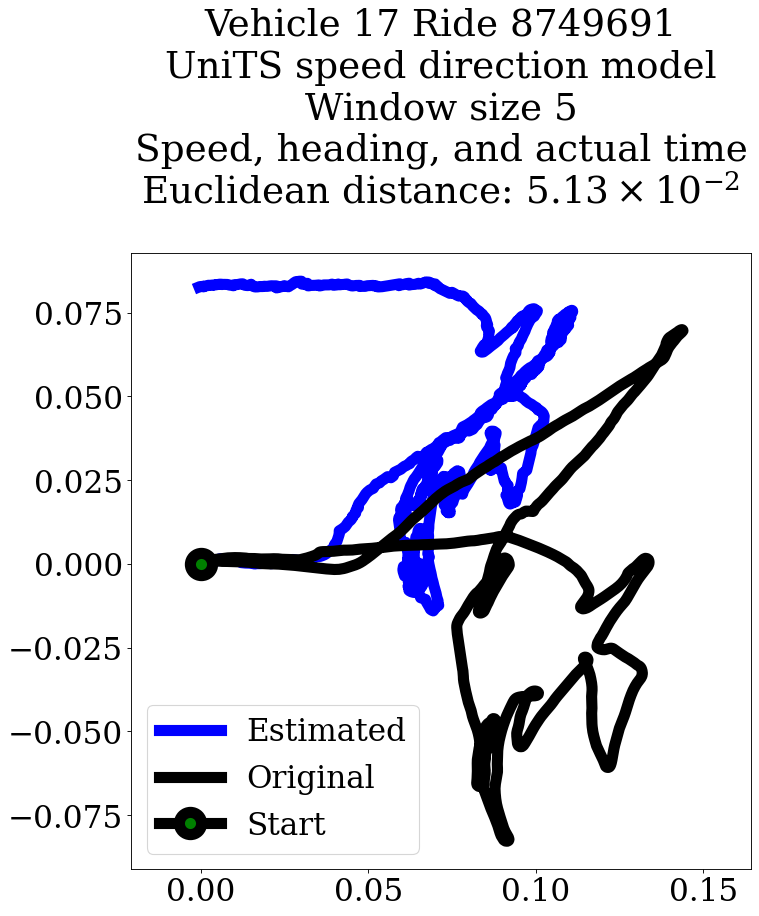 Vehicle 17 Ride 8749691
UniTS speed direction model
Window size 5
Speed, heading, and actual time
Euclidean distance: 5.13 × 10⁻²
0.075
0.050
0.025
0.000
−0.025
−0.050
−0.075
Estimated
Original
Start
0.00 0.05 0.10 0.15